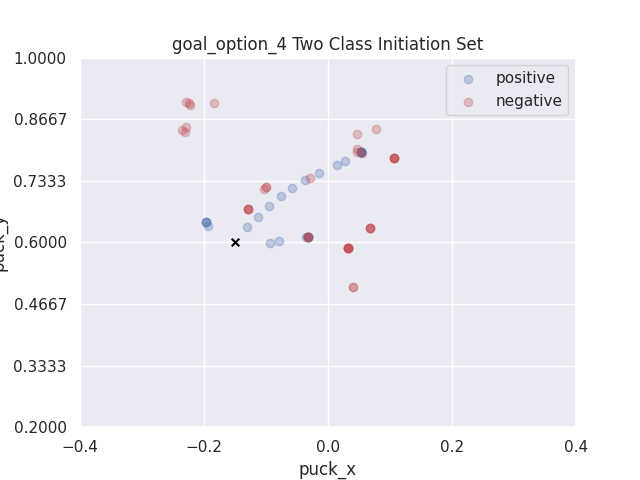 goal_option_4 Two Class Initiation Set
positive
negative
1.0000
0.8667
0.7333
0.6000
0.4667
0.3333
0.2000
puck_y
−0.4
−0.2
0.0
0.2
0.4
puck_x